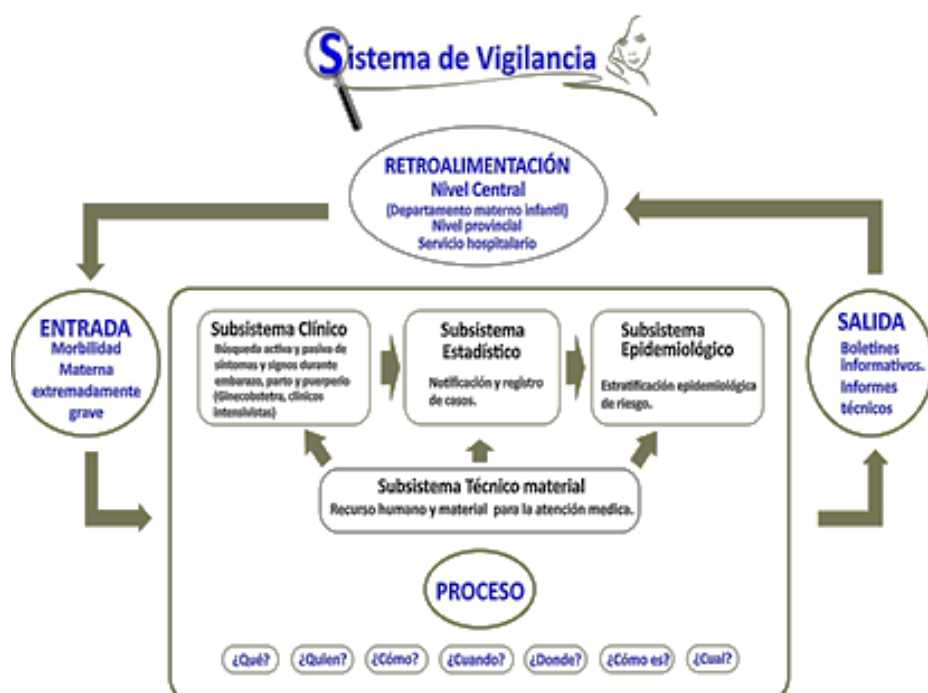 Sistema de Vigilancia
RETROALIMENTACIÓN
Nivel Central
(Departamento materno infantil)
Nivel provincial
Servicio hospitalario
ENTRADA
Morbilidad
Materna
extremadamente
grave
Subsistema Clínico
Búsqueda activa y pasiva de
síntomas y signos durante
embarazo, parto y puerperio
(Ginecobstetra, clínicos
intensivistas)
Subsistema
Estadístico
Notificación y registro
de casos.
Subsistema
Epidemiológico
Estratificación epidemiológica
de riesgo.
SALIDA
Boletines
informativos.
Informes
técnicos
Subsistema Técnico material
Recurso humano y material para la atención medica.
PROCESO
¿Qué? ¿Quien? ¿Cómo? ¿Cuando? ¿Donde? ¿Cómo es? ¿Cual?